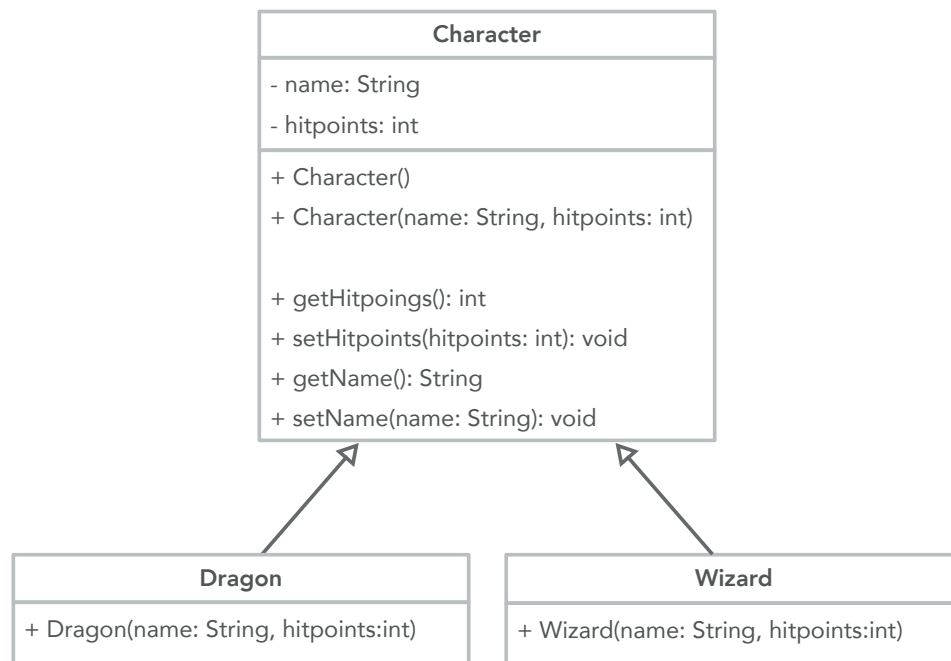 Character
- name: String
- hitpoints: int
+ Character()
+ Character(name: String, hitpoints: int)
+ getHitpoings(): int
+ setHitpoints(hitpoints: int): void
+ getName(): String
+ setName(name: String): void
Dragon
+ Dragon(name: String, hitpoints:int)
Wizard
+ Wizard(name: String, hitpoints:int)